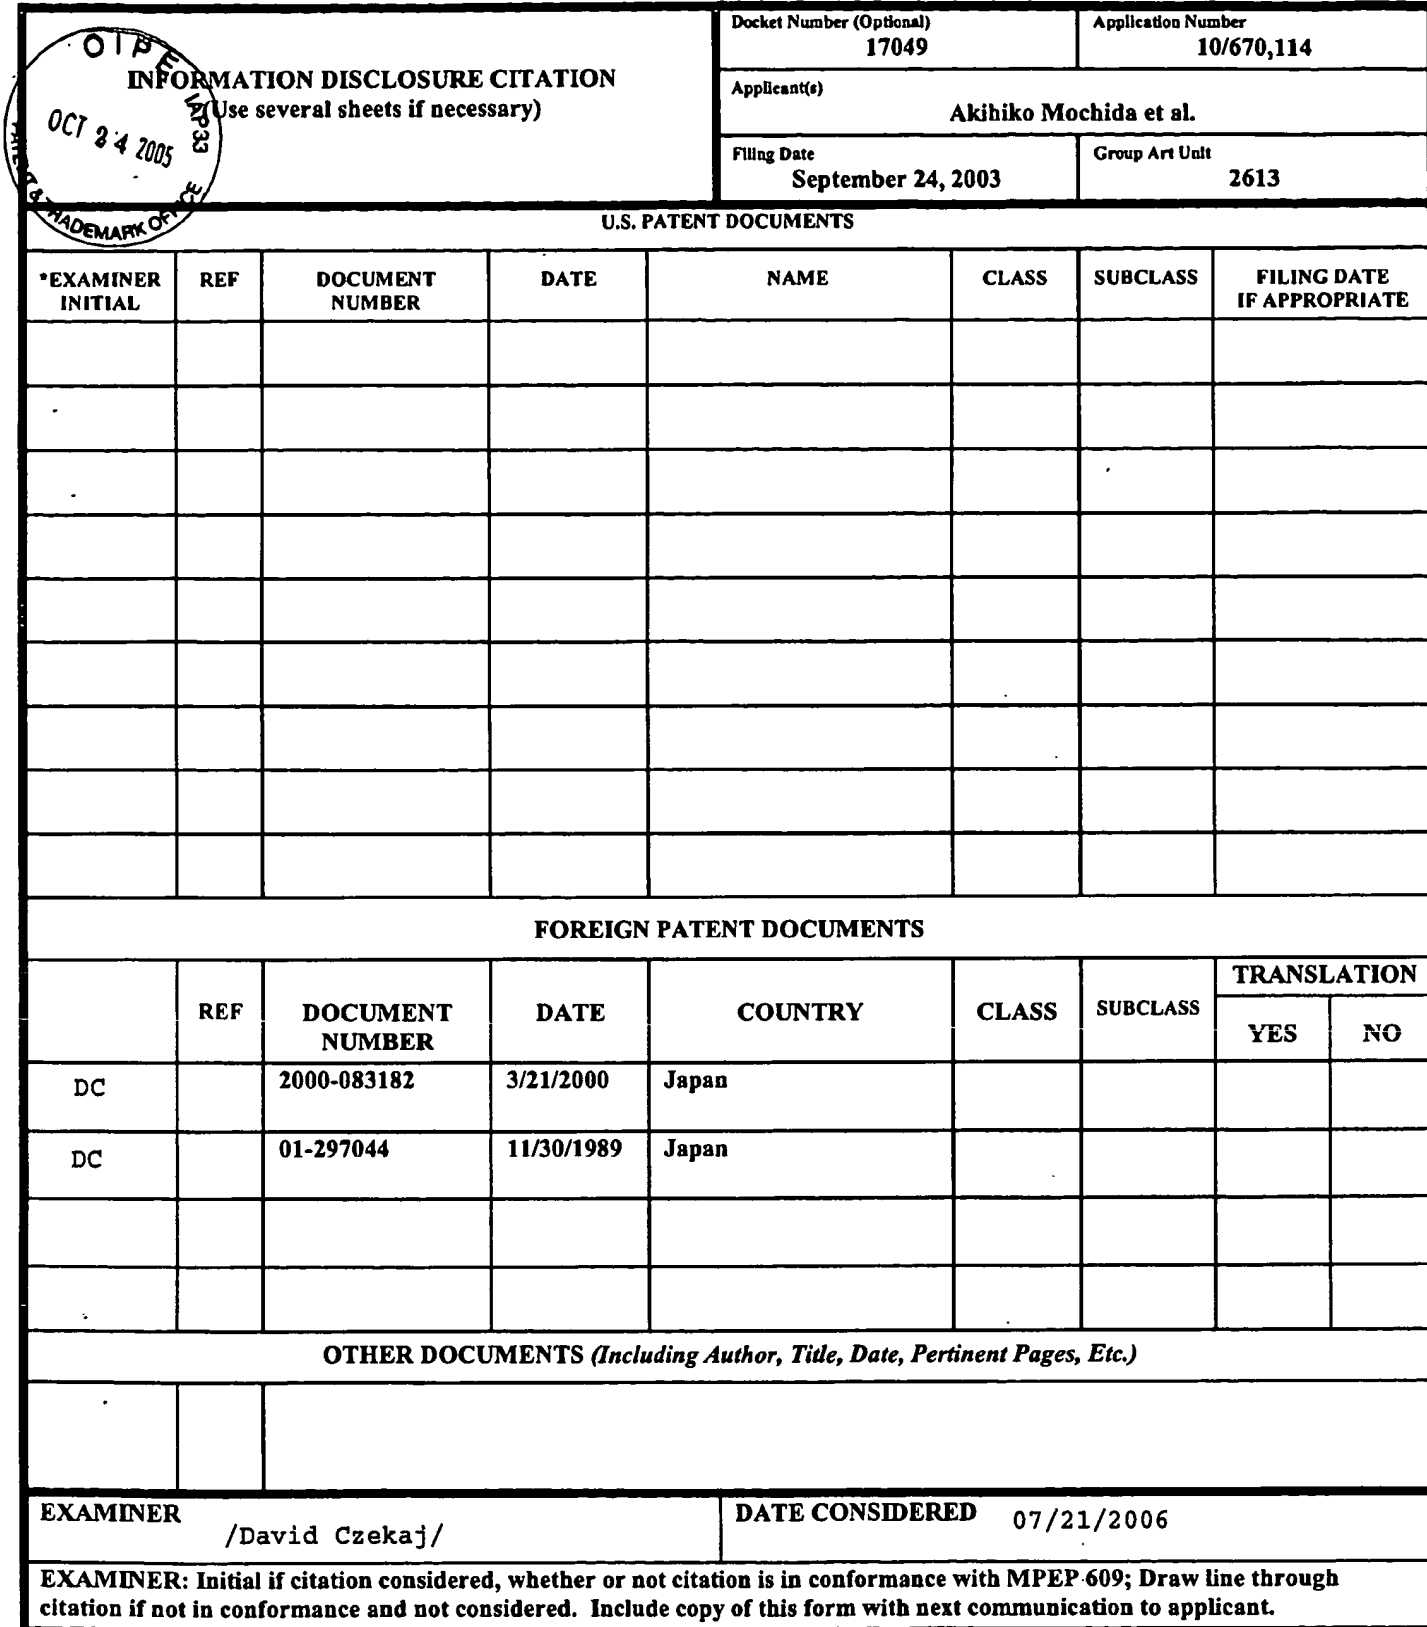 Docket Number (Optional)
17049
Application Number
10/670,114
OIPE IAP33
OCT 24 2005
PATENT & TRADEMARK OFFICE
INFORMATION DISCLOSURE CITATION
(Use several sheets if necessary)
Applicant(s)
Akihiko Mochida et al.
Filing Date
September 24, 2003
Group Art Unit
2613
U.S. PATENT DOCUMENTS
*EXAMINER INITIAL REF DOCUMENT NUMBER DATE NAME CLASS SUBCLASS FILING DATE IF APPROPRIATE
FOREIGN PATENT DOCUMENTS
REF DOCUMENT NUMBER DATE COUNTRY CLASS SUBCLASS TRANSLATION
YES NO
DC 2000-083182 3/21/2000 Japan
DC 01-297044 11/30/1989 Japan
OTHER DOCUMENTS (Including Author, Title, Date, Pertinent Pages, Etc.)
EXAMINER
/David Czekaj/
DATE CONSIDERED 07/21/2006
EXAMINER: Initial if citation considered, whether or not citation is in conformance with MPEP 609; Draw line through
citation if not in conformance and not considered. Include copy of this form with next communication to applicant.